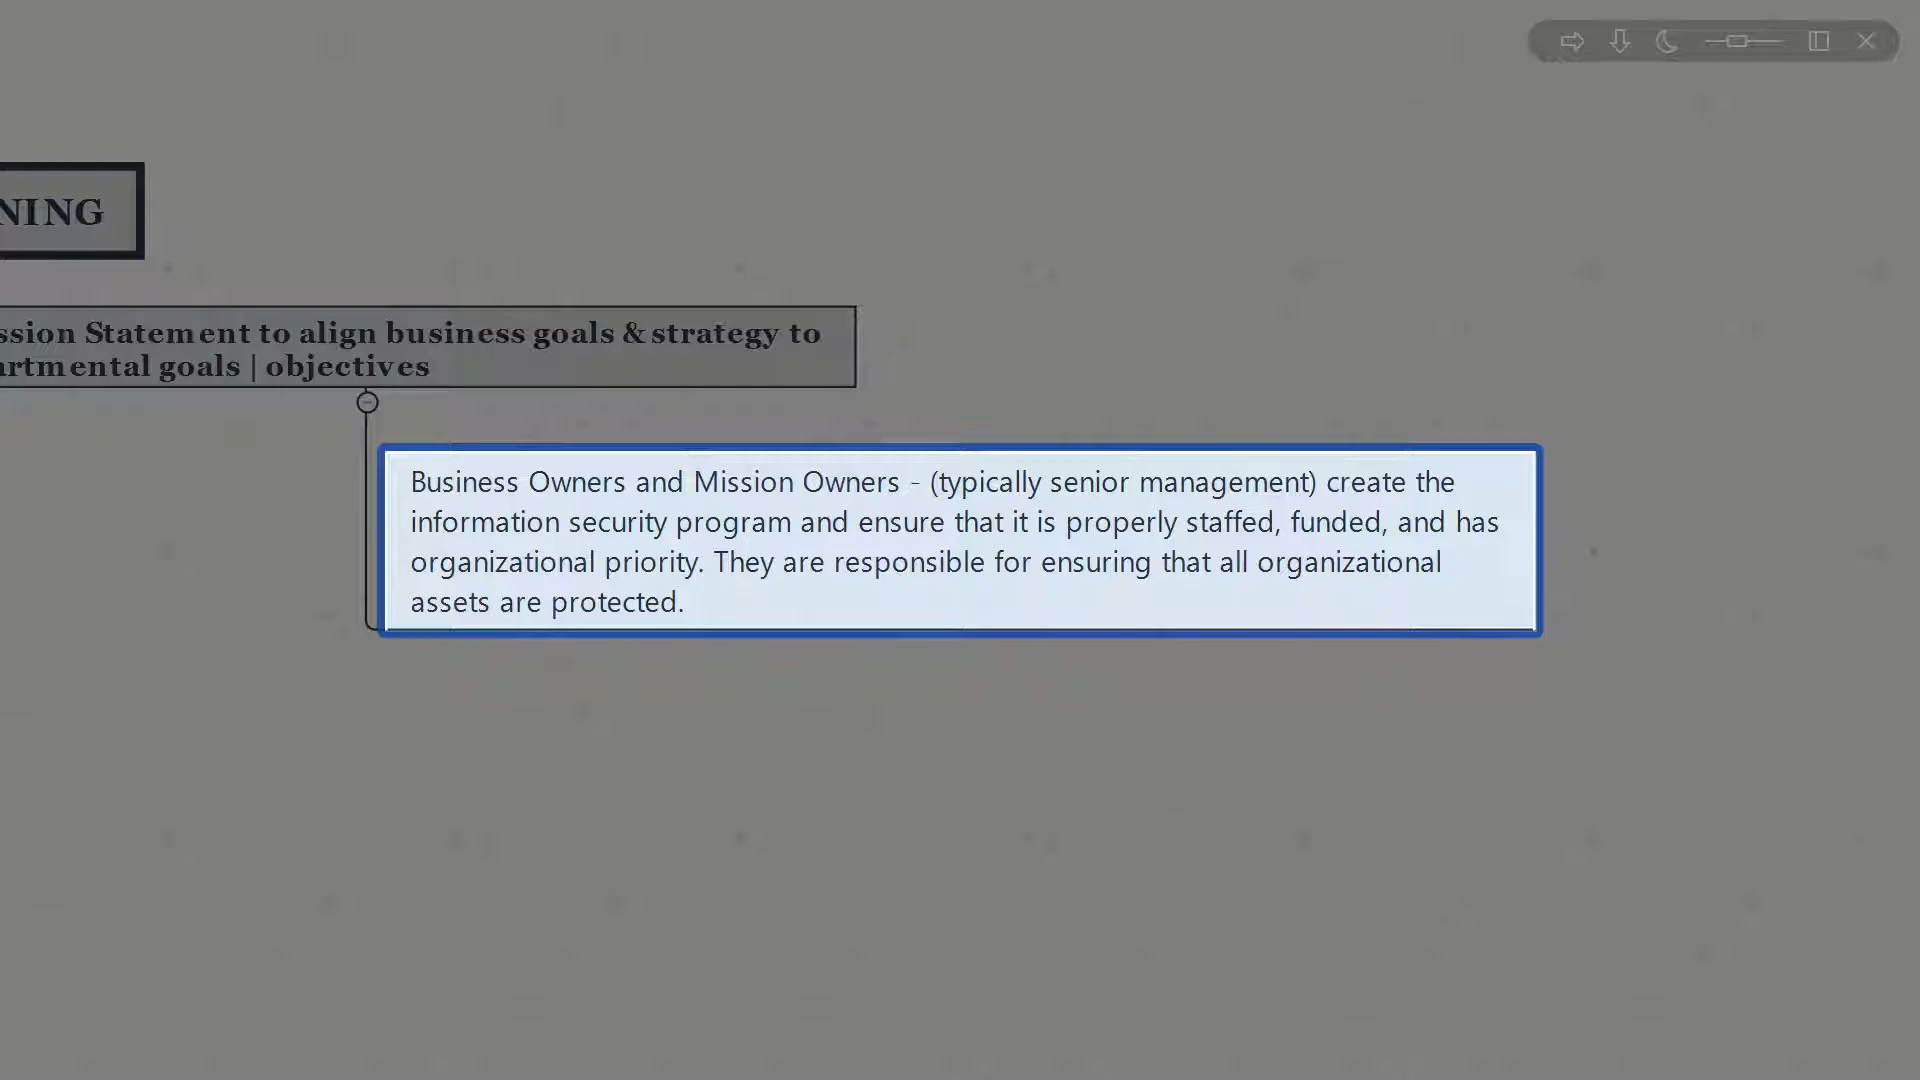 NING
ssion Statement to align business goals & strategy to
artmental goals | objectives
Business Owners and Mission Owners - (typically senior management) create the
information security program and ensure that it is properly staffed, funded, and has
organizational priority. They are responsible for ensuring that all organizational
assets are protected.